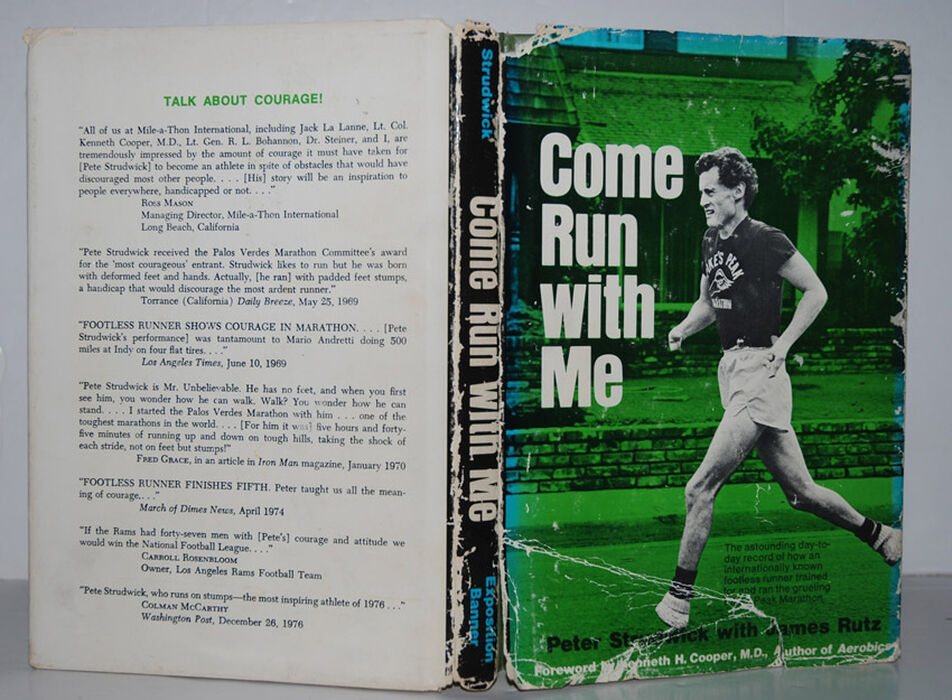 TALK ABOUT COURAGE!
"All of us at Mile-a-Thon International, including Jack La Lanne, Lt. Col.
Kenneth Cooper, M.D., Lt. Gen. R. L. Bohannon, Dr. Steiner, and I, are
tremendously impressed by the amount of courage it must have taken for
[Pete Strudwick] to become an athlete in spite of obstacles that would have
discouraged most other people. . . . [His] story will be an inspiration to
people everywhere, handicapped or not. . . ."
Ross Mason
Managing Director, Mile-a-Thon International
Long Beach, California
"Pete Strudwick received the Palos Verdes Marathon Committee's award
for the 'most courageous' entrant. Strudwick likes to run but he was born
with deformed feet and hands. Actually, [he ran] with padded feet stumps,
a handicap that would discourage the most ardent runner."
Torrance (California) Daily Breeze, May 25, 1969
"FOOTLESS RUNNER SHOWS COURAGE IN MARATHON. . . . [Pete
Strudwick's performance] was tantamount to Mario Andretti doing 500
miles at Indy on four flat tires. . . ."
Los Angeles Times, June 10, 1969
"Pete Strudwick is Mr. Unbelievable. He has no feet, and when you first
see him, you wonder how he can walk. Walk? You wonder how he can
stand. . . . I started the Palos Verdes Marathon with him . . . one of the
toughest marathons in the world. . . . [For him it was] five hours and forty-
five minutes of running up and down on tough hills, taking the shock of
each stride, not on feet but stumps!"
Fred Grace, in an article in Iron Man magazine, January 1970
"FOOTLESS RUNNER FINISHES FIFTH. Peter taught us all the mean-
ing of courage. . . ."
March of Dimes News, April 1974
"If the Rams had forty-seven men with [Pete's] courage and attitude we
would win the National Football League. . . ."
Carroll Rosenbloom
Owner, Los Angeles Rams Football Team
"Pete Strudwick, who runs on stumps—the most inspiring athlete of 1976 . . ."
Colman McCarthy
Washington Post, December 26, 1976
Strudwick
Come Run with Me
Exposition
Banner
Come
Run
with
Me
PEAK
MARATHON
The astounding day-to-
day record of how an
internationally known
footless runner trained
for and ran the grueling
Peak Marathon.
Peter Strudwick with James Rutz
Foreword by Kenneth H. Cooper, M.D., Author of Aerobics